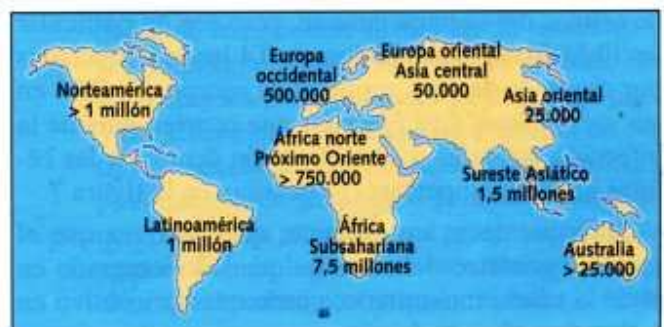 Norteamérica
> 1 millón
Europa
occidental
500.000
Europa oriental
Asia central
50.000
Asia oriental
25.000
África norte
Próximo Oriente
> 750.000
Sureste Asiático
1,5 millones
Latinoamérica
1 millón
África
Subsahariana
7,5 millones
Australia
> 25.000